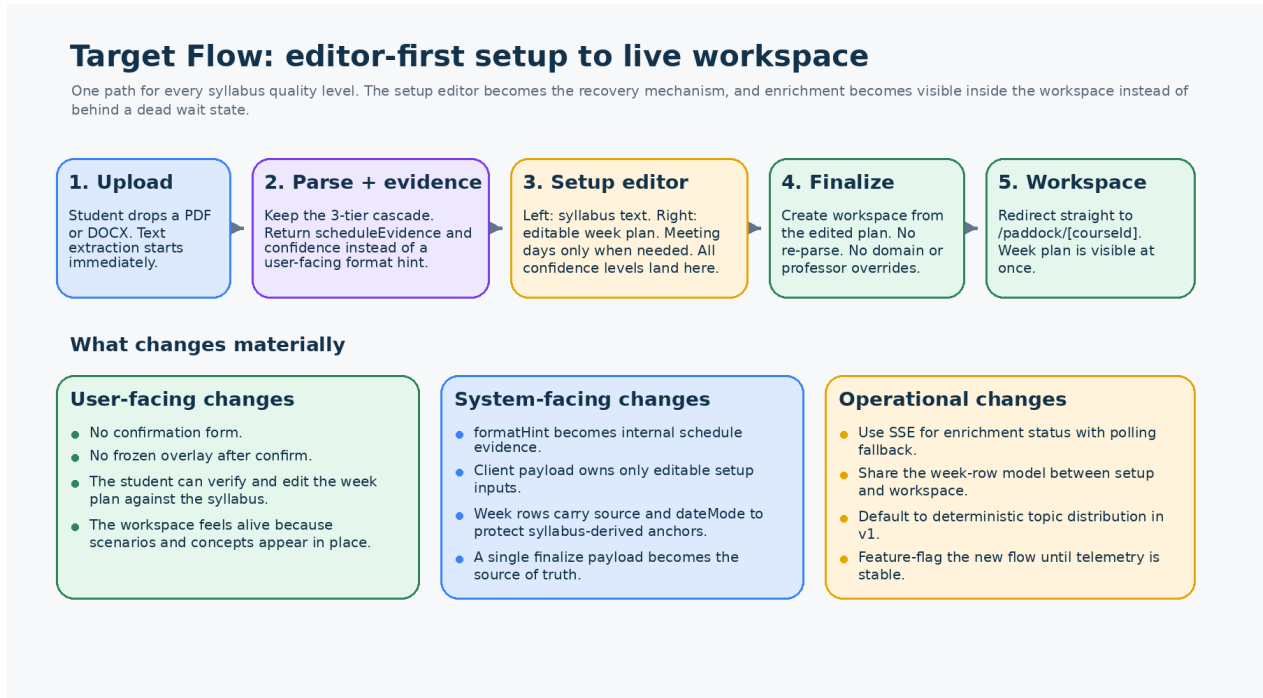 Target Flow: editor-first setup to live workspace
One path for every syllabus quality level. The setup editor becomes the recovery mechanism, and enrichment becomes visible inside the workspace instead of
behind a dead wait state.
1. Upload
Student drops a PDF
or DOCX. Text
extraction starts
immediately.
2. Parse + evidence
Keep the 3-tier cascade.
Return scheduleEvidence and
confidence instead of a
user-facing format hint.
3. Setup editor
Left: syllabus text. Right:
editable week plan. Meeting
days only when needed. All
confidence levels land here.
4. Finalize
Create workspace from
the edited plan. No
re-parse. No domain or
professor overrides.
5. Workspace
Redirect straight to
/paddock/[courseId].
Week plan is visible at
once.
What changes materially
User-facing changes
No confirmation form.
No frozen overlay after confirm.
The student can verify and edit the week
plan against the syllabus.
The workspace feels alive because
scenarios and concepts appear in place.
System-facing changes
formatHint becomes internal schedule
evidence.
Client payload owns only editable setup
inputs.
Week rows carry source and dateMode to
protect syllabus-derived anchors.
A single finalize payload becomes the
source of truth.
Operational changes
Use SSE for enrichment status with polling
fallback.
Share the week-row model between setup
and workspace.
Default to deterministic topic distribution in
v1.
Feature-flag the new flow until telemetry is
stable.